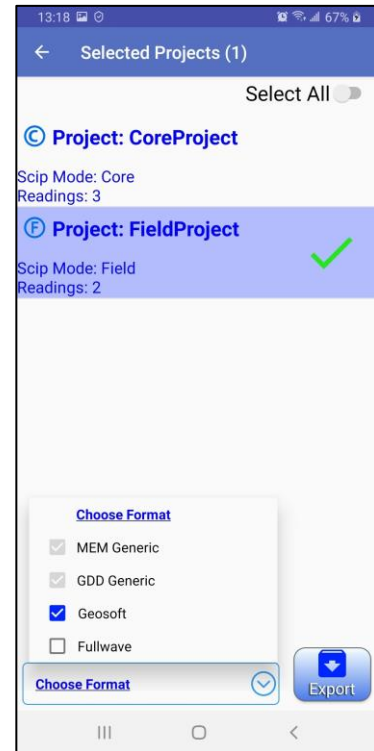 13:18 67%
Selected Projects (1)
Select All
C Project: CoreProject
Scip Mode: Core
Readings: 3
F Project: FieldProject
Scip Mode: Field
Readings: 2
Choose Format
MEM Generic
GDD Generic
Geosoft
Fullwave
Choose Format
Export